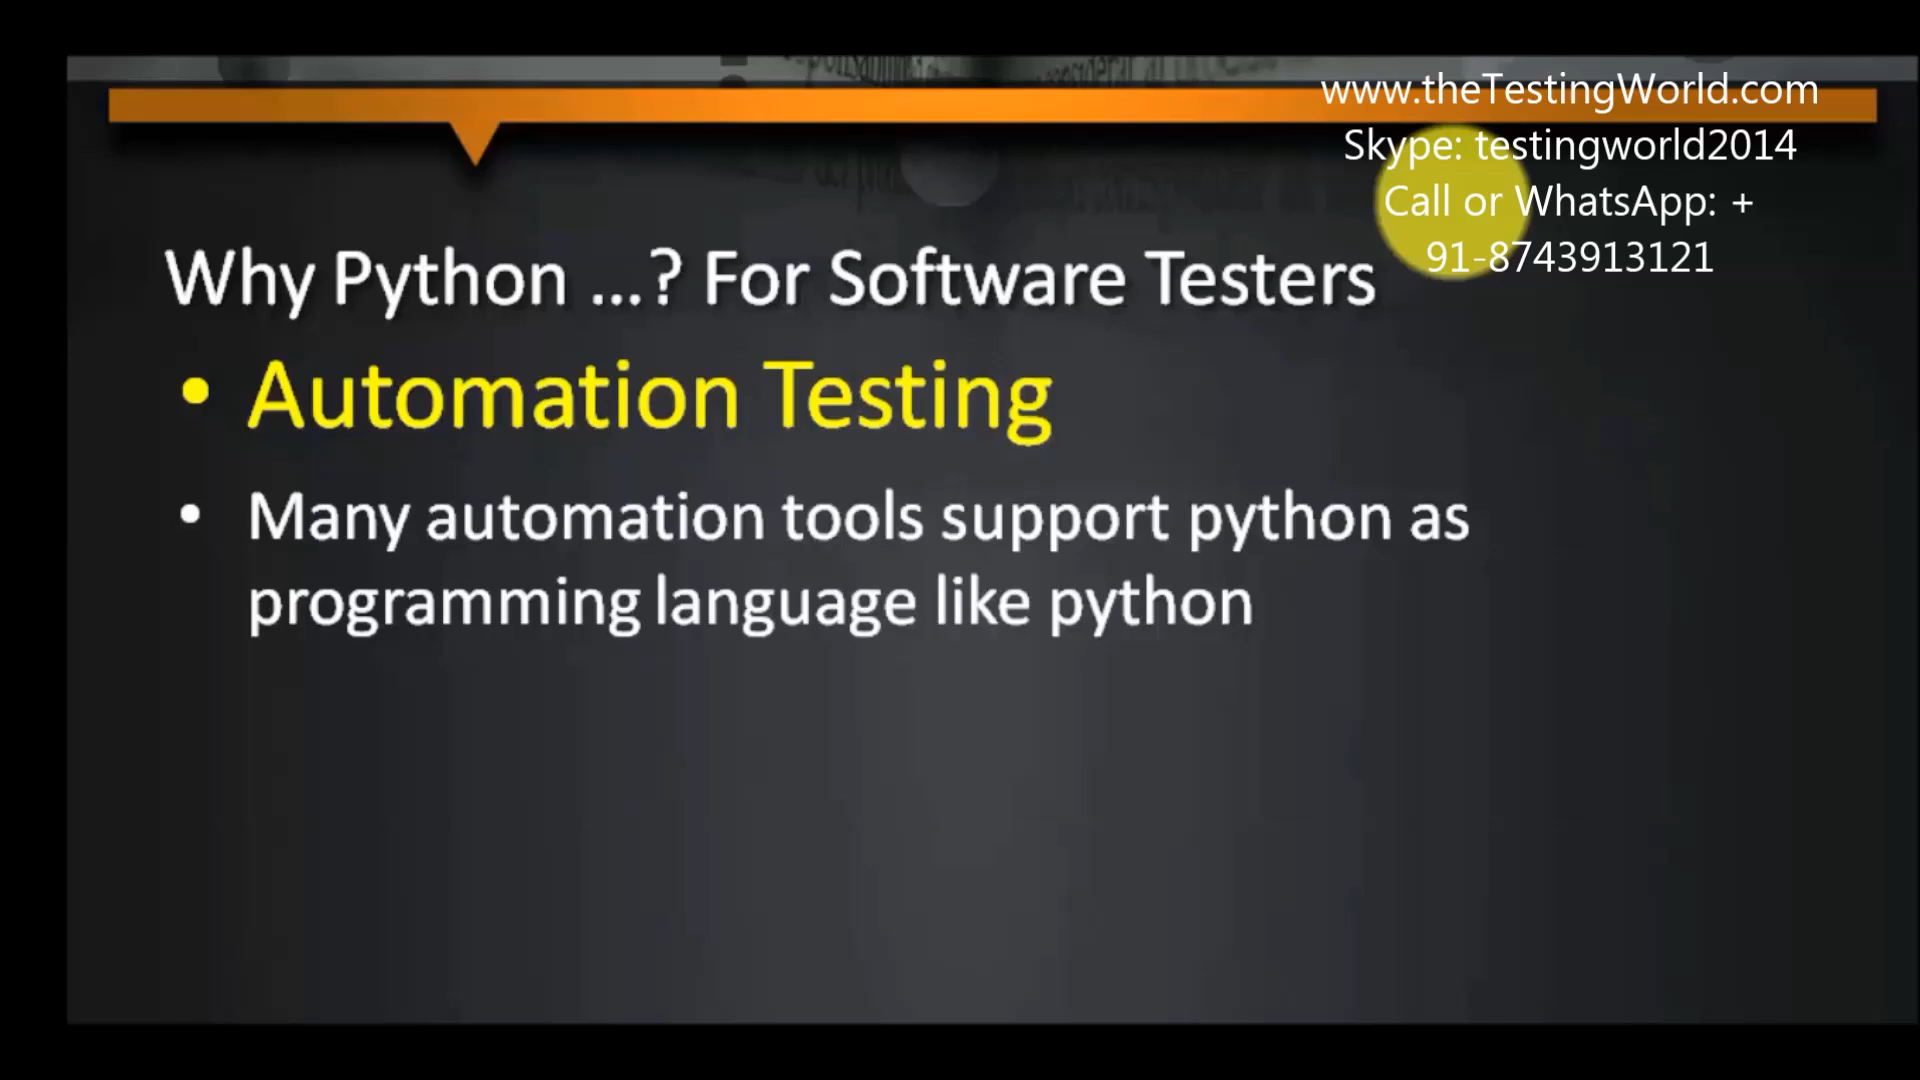 www.theTestingWorld.com
Skype: testingworld2014
Call or WhatsApp: +
91-8743913121
Why Python ...? For Software Testers
• Automation Testing
• Many automation tools support python as
programming language like python